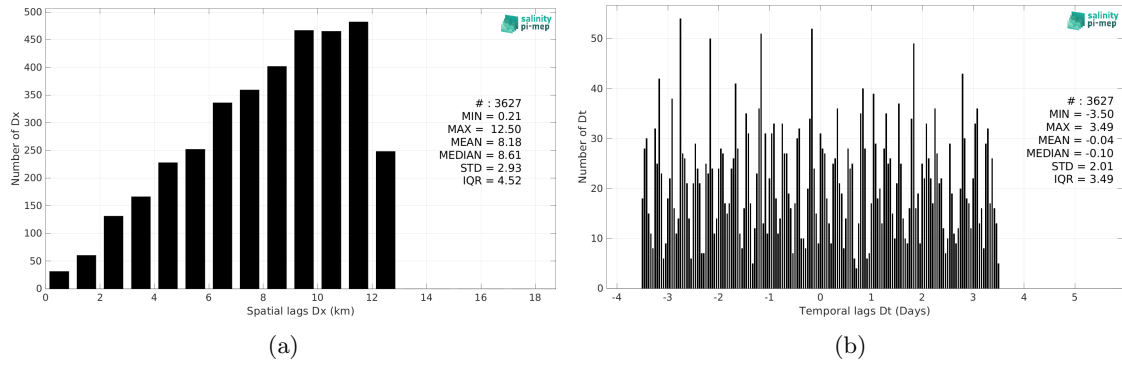 500
450
400
350
300
250
200
150
100
50
0
Number of Dx
salinity
pi-mep
# : 3627
MIN = 0.21
MAX = 12.50
MEAN = 8.18
MEDIAN = 8.61
STD = 2.93
IQR = 4.52
0 2 4 6 8 10 12 14 16 18
Spatial lags Dx (km)
(a)
50
40
30
20
10
0
Number of Dt
salinity
pi-mep
# : 3627
MIN = -3.50
MAX = 3.49
MEAN = -0.04
MEDIAN = -0.10
STD = 2.01
IQR = 3.49
-4 -3 -2 -1 0 1 2 3 4 5
Temporal lags Dt (Days)
(b)